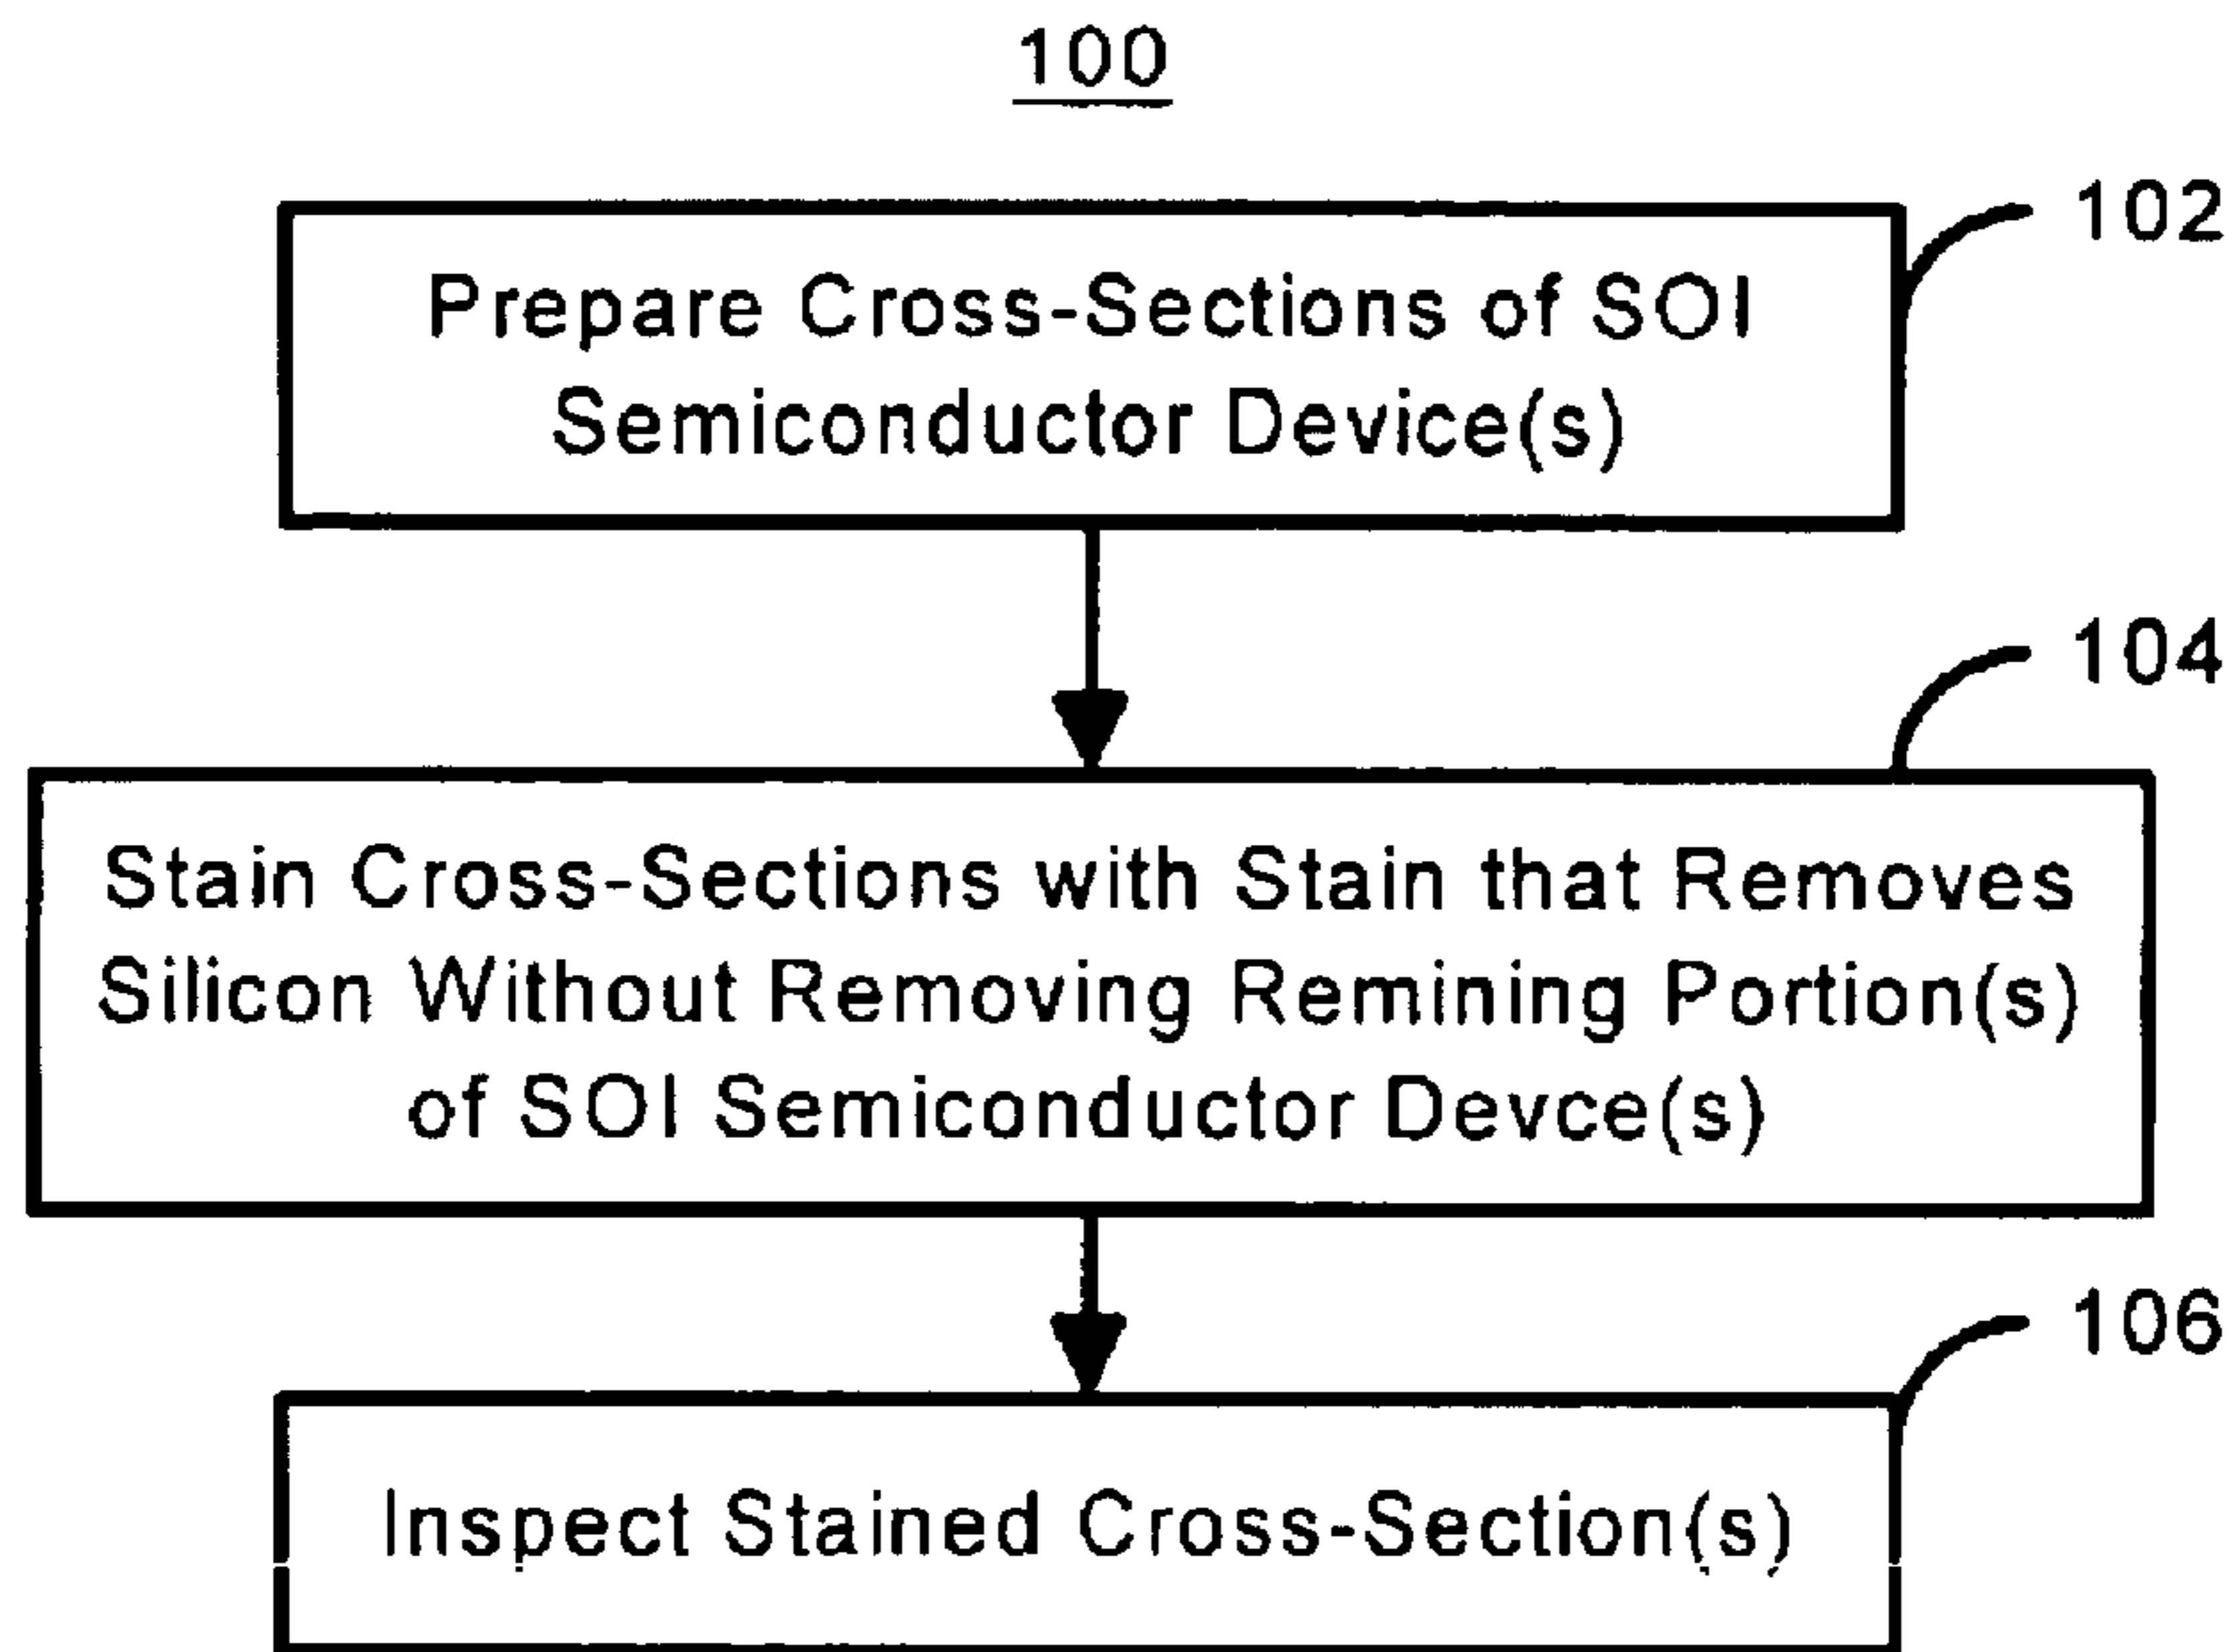 100
102
Prepare Cross-Sections of SOI
Semiconductor Device(s)
104
Stain Cross-Sections with Stain that Removes
Silicon Without Removing Remining Portion(s)
of SOI Semiconductor Devce(s)
106
Inspect Stained Cross-Section(s)